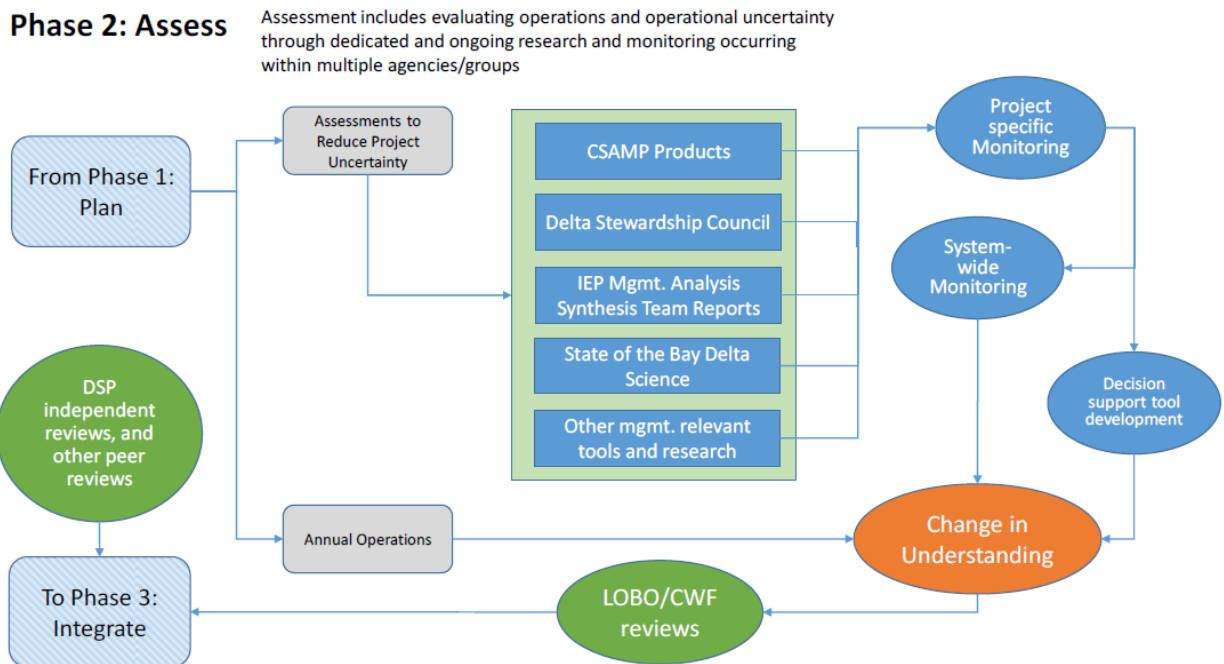 Phase 2: Assess
Assessment includes evaluating operations and operational uncertainty
through dedicated and ongoing research and monitoring occurring
within multiple agencies/groups
From Phase 1:
Plan
Assessments to
Reduce Project
Uncertainty
CSAMP Products
Delta Stewardship Council
IEP Mgmt. Analysis
Synthesis Team Reports
State of the Bay Delta
Science
Other mgmt. relevant
tools and research
Project
specific
Monitoring
System-
wide
Monitoring
Decision
support tool
development
DSP
independent
reviews, and
other peer
reviews
Annual Operations
Change in
Understanding
To Phase 3:
Integrate
LOBO/CWF
reviews